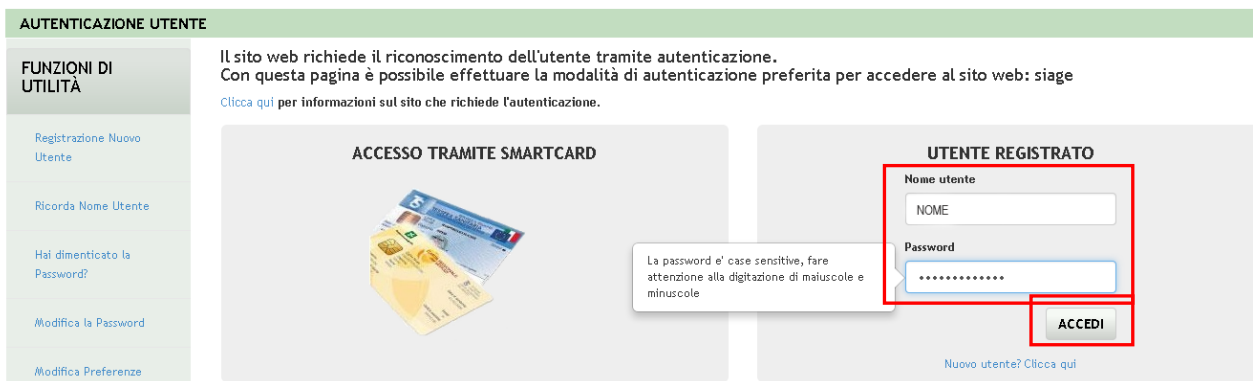 AUTENTICAZIONE UTENTE
FUNZIONI DI
UTILITÀ
Registrazione Nuovo
Utente
Ricorda Nome Utente
Hai dimenticato la
Password?
Modifica la Password
Modifica Preferenze
Il sito web richiede il riconoscimento dell'utente tramite autenticazione.
Con questa pagina è possibile effettuare la modalità di autenticazione preferita per accedere al sito web: siage
Clicca qui per informazioni sul sito che richiede l'autenticazione.
ACCESSO TRAMITE SMARTCARD
UTENTE REGISTRATO
Nome utente
NOME
Password
•••••••••••••
La password e' case sensitive, fare
attenzione alla digitazione di maiuscole e
minuscole
ACCEDI
Nuovo utente? Clicca qui